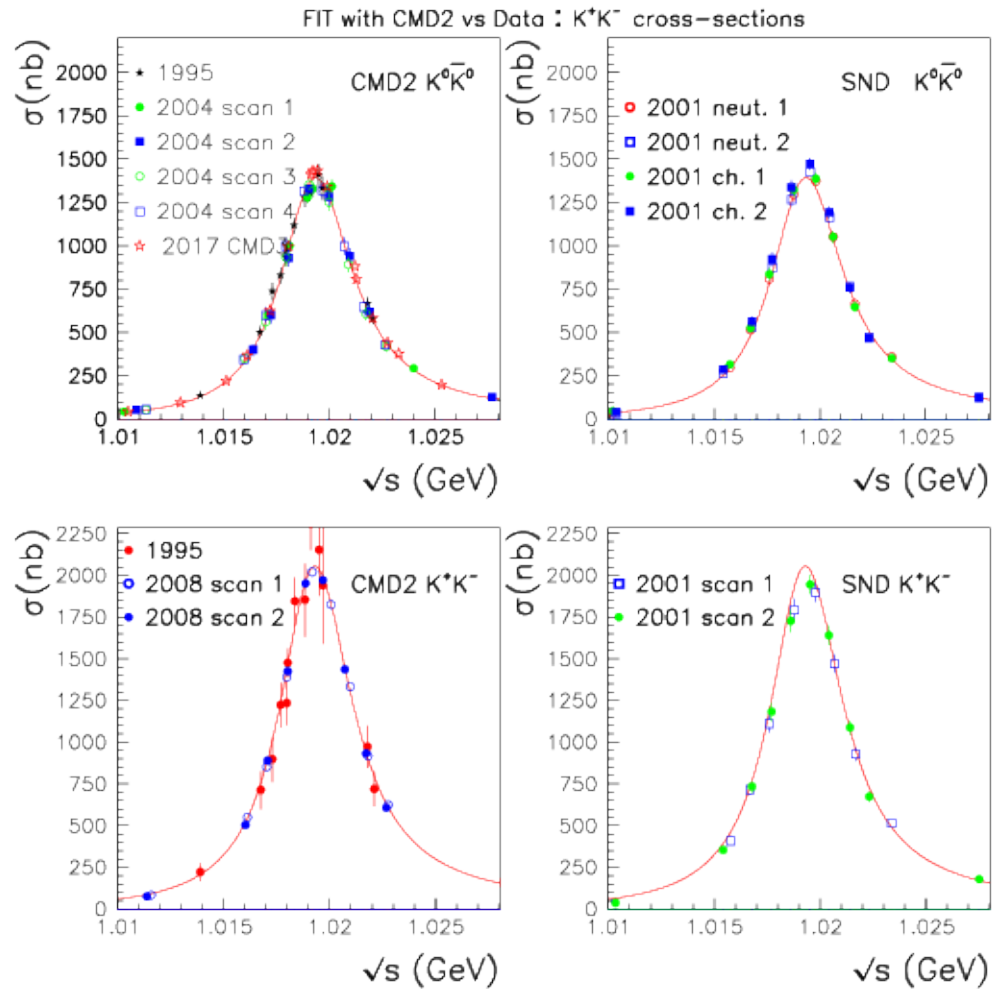 FIT with CMD2 vs Data : K⁺K⁻ cross-sections
σ(nb)
2000
1750
1500
1250
1000
750
500
250
0
★ 1995
2004 scan 1
2004 scan 2
2004 scan 3
2004 scan 4
2017 CMD3
CMD2 K⁰K̅⁰
1.01
1.015
1.02
1.025
√s (GeV)
σ(nb)
2000
1750
1500
1250
1000
750
500
250
0
SND K⁰K̅⁰
2001 neut. 1
2001 neut. 2
2001 ch. 1
2001 ch. 2
1.01
1.015
1.02
1.025
√s (GeV)
σ(nb)
2250
2000
1750
1500
1250
1000
750
500
250
0
1995
2008 scan 1
2008 scan 2
CMD2 K⁺K⁻
1.01
1.015
1.02
1.025
√s (GeV)
σ(nb)
2250
2000
1750
1500
1250
1000
750
500
250
0
2001 scan 1
2001 scan 2
SND K⁺K⁻
1.01
1.015
1.02
1.025
√s (GeV)